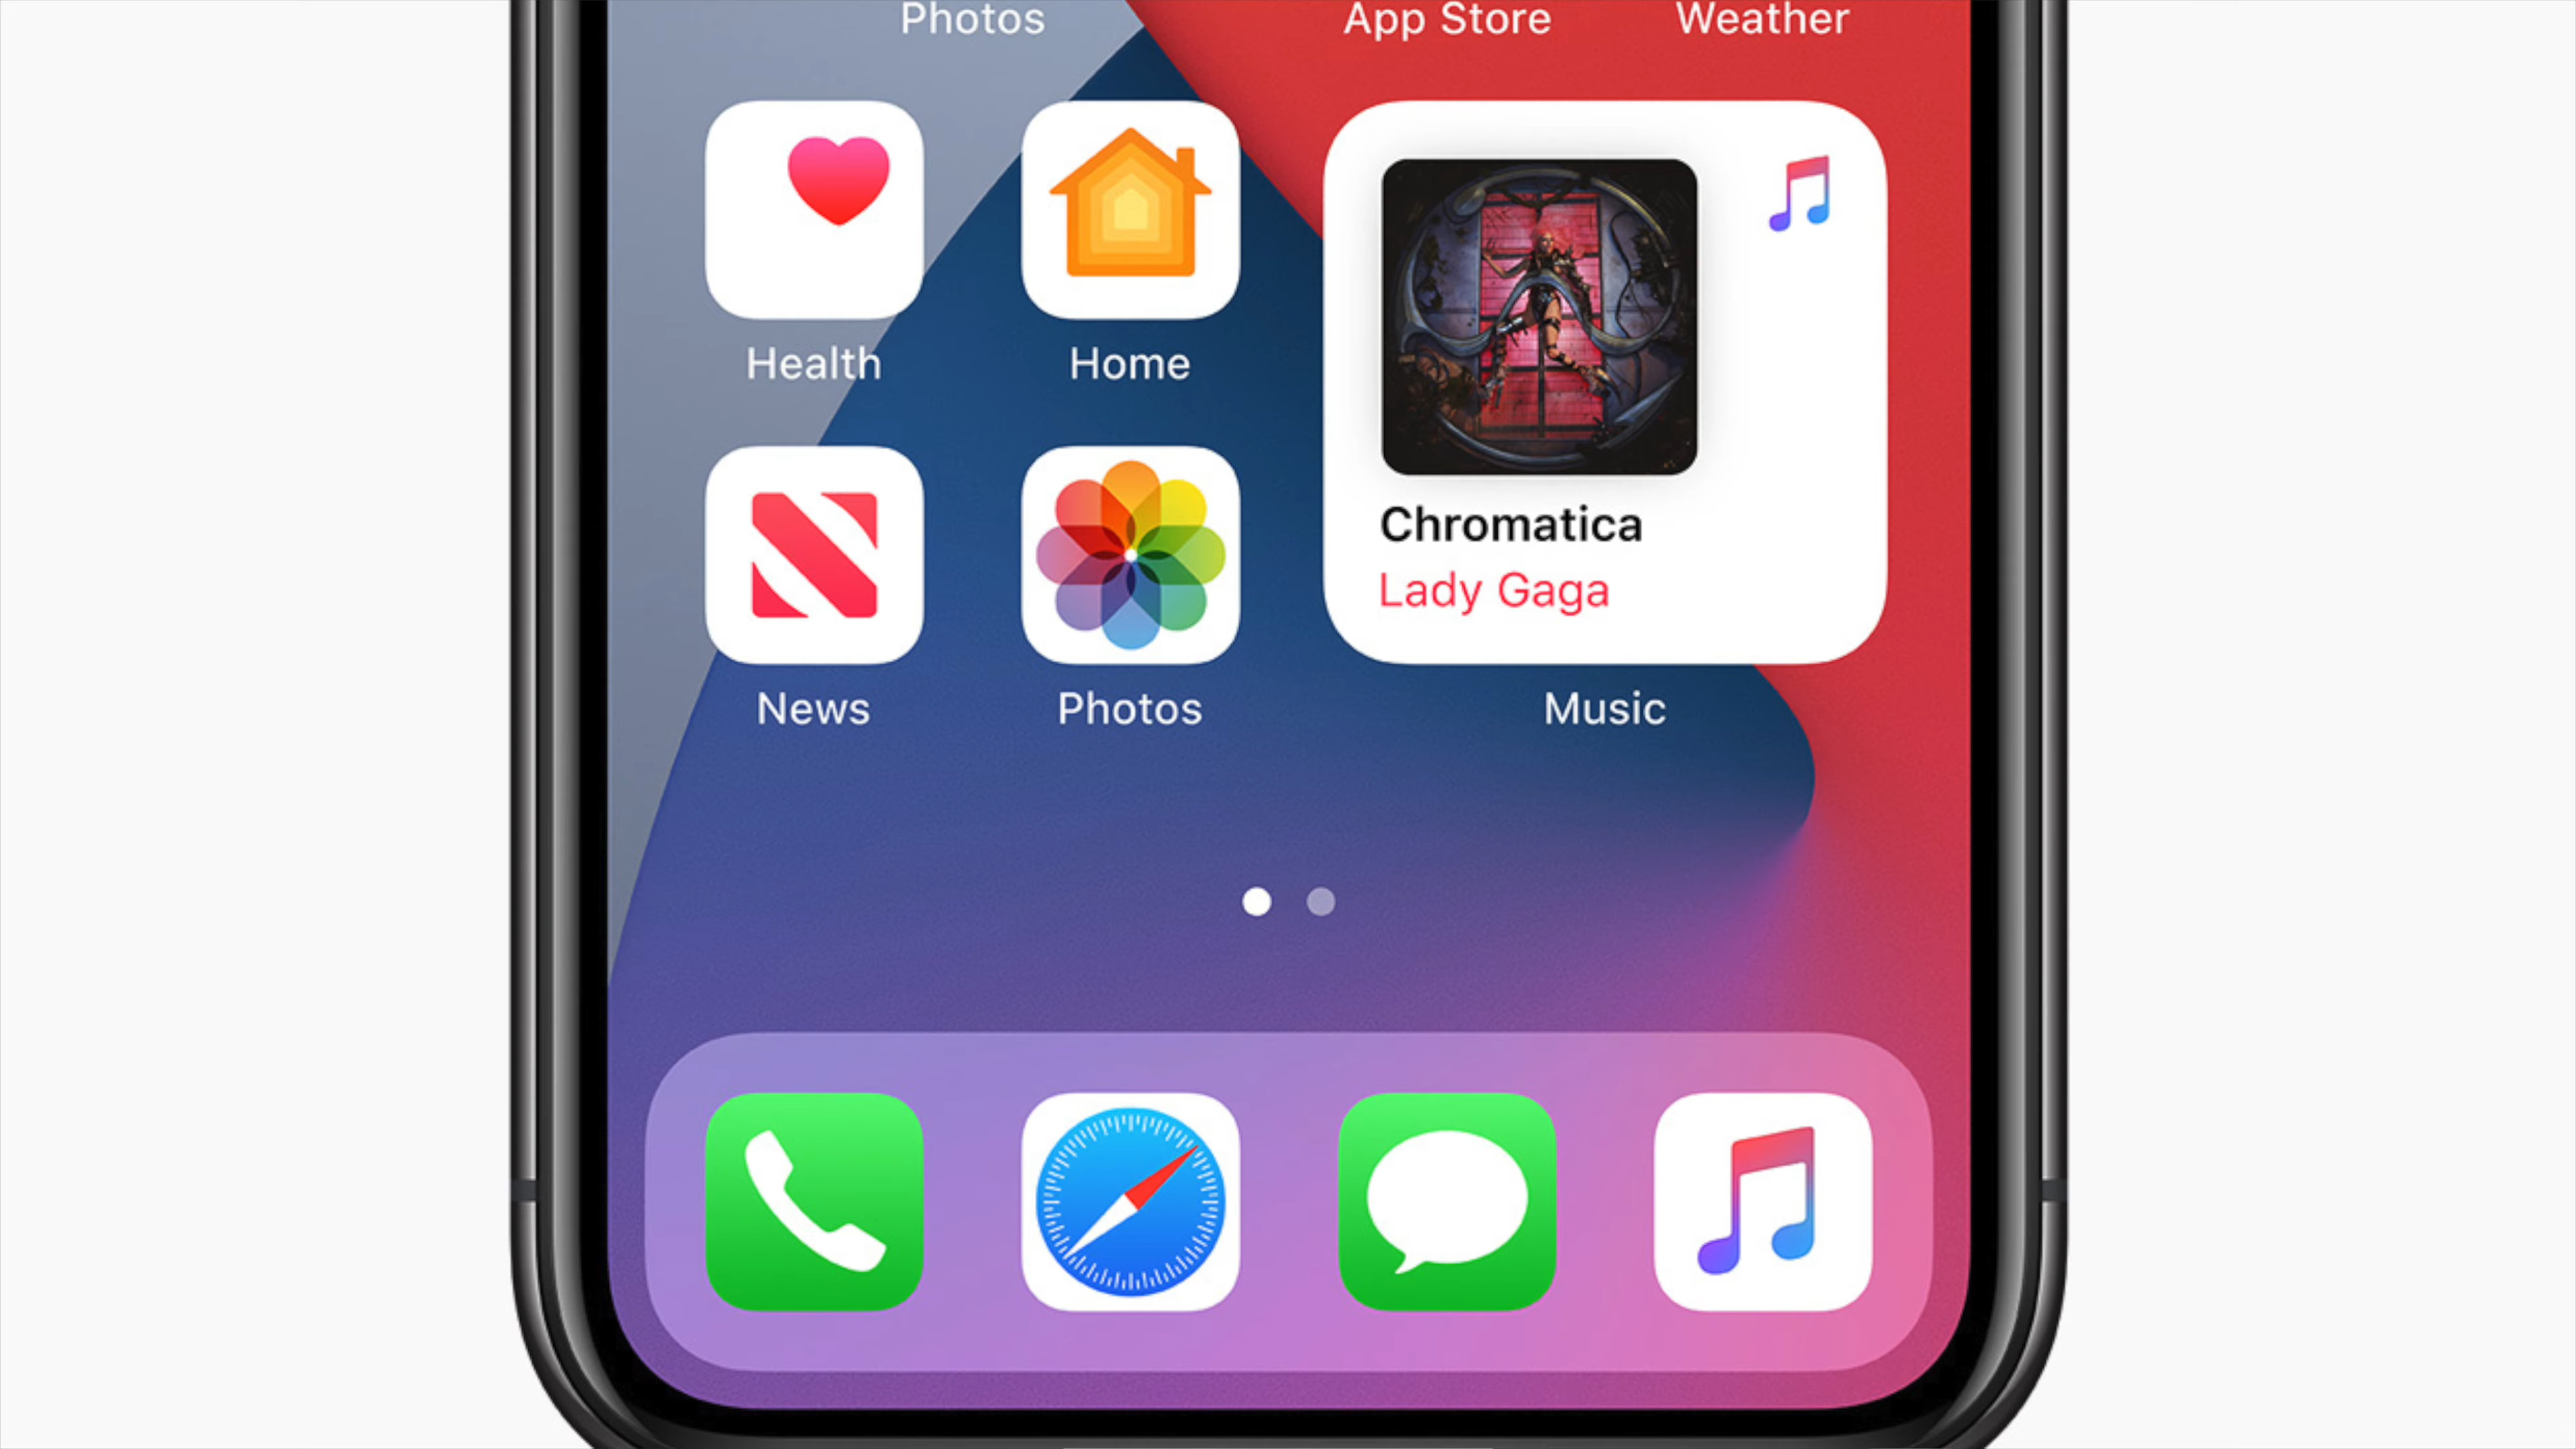 Photos
App Store
Weather
Health
Home
Chromatica
Lady Gaga
News
Photos
Music